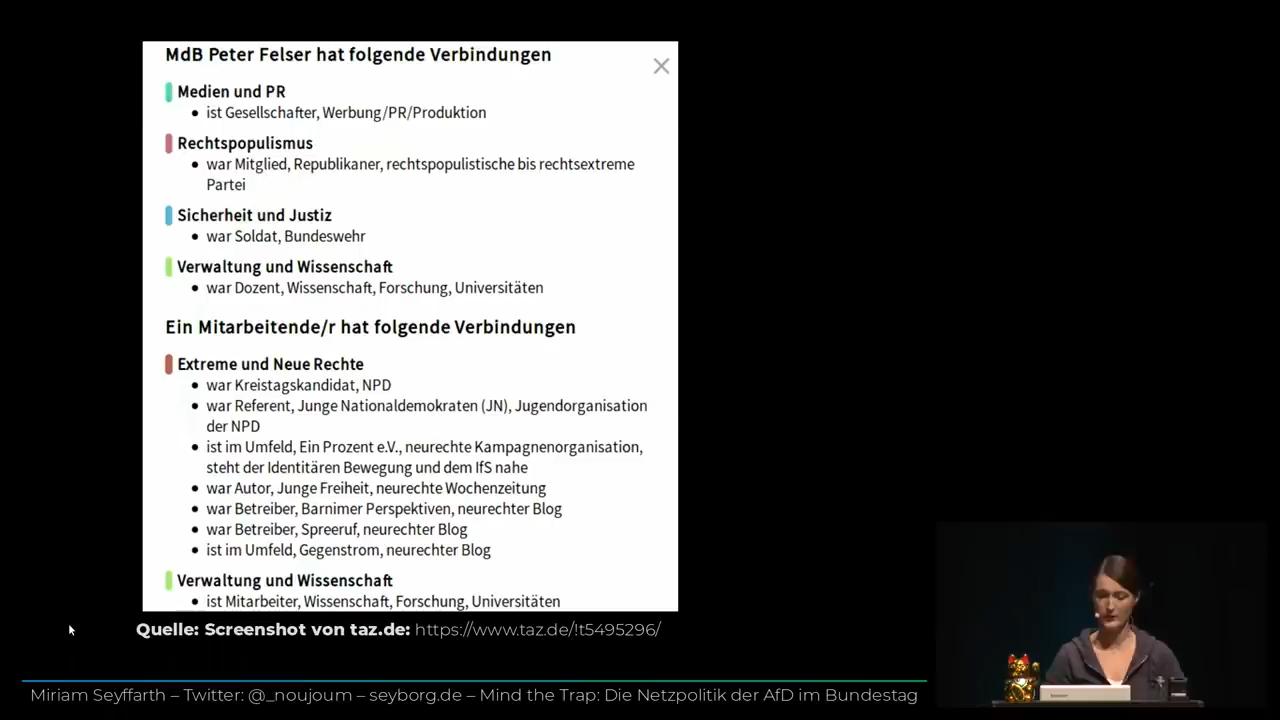 MdB Peter Felser hat folgende Verbindungen
Medien und PR
• ist Gesellschafter, Werbung/PR/Produktion
Rechtspopulismus
• war Mitglied, Republikaner, rechtspopulistische bis rechtsextreme
Partei
Sicherheit und Justiz
• war Soldat, Bundeswehr
Verwaltung und Wissenschaft
• war Dozent, Wissenschaft, Forschung, Universitäten
Ein Mitarbeitende/r hat folgende Verbindungen
Extreme und Neue Rechte
• war Kreistagskandidat, NPD
• war Referent, Junge Nationaldemokraten (JN), Jugendorganisation
der NPD
• ist im Umfeld, Ein Prozent e.V., neurechte Kampagnenorganisation,
steht der Identitären Bewegung und dem IfS nahe
• war Autor, Junge Freiheit, neurechte Wochenzeitung
• war Betreiber, Barnimer Perspektiven, neurechter Blog
• war Betreiber, Spreeruf, neurechter Blog
• ist im Umfeld, Gegenstrom, neurechter Blog
Verwaltung und Wissenschaft
• ist Mitarbeiter, Wissenschaft, Forschung, Universitäten
Quelle: Screenshot von taz.de: https://www.taz.de/!t5495296/
Miriam Seyffarth – Twitter: @_noujoum – seyborg.de – Mind the Trap: Die Netzpolitik der AfD im Bundestag